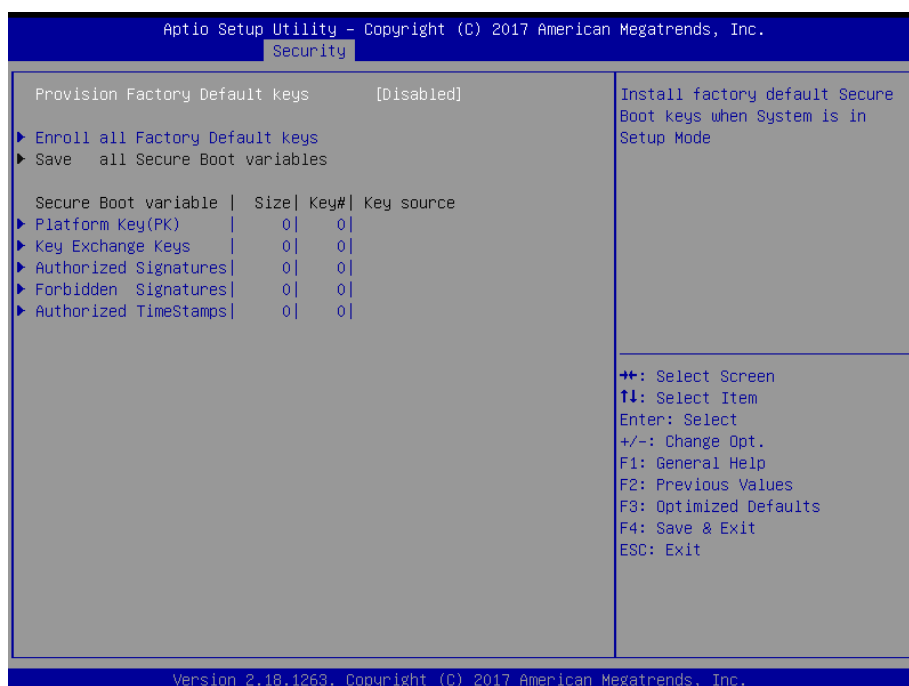 Aptio Setup Utility – Copyright (C) 2017 American Megatrends, Inc.
Security
Provision Factory Default keys [Disabled]
Enroll all Factory Default keys
Save all Secure Boot variables
Secure Boot variable | Size| Key#| Key source
Platform Key(PK) | 0| 0|
Key Exchange Keys | 0| 0|
Authorized Signatures| 0| 0|
Forbidden Signatures| 0| 0|
Authorized TimeStamps| 0| 0|
Install factory default Secure
Boot keys when System is in
Setup Mode
→←: Select Screen
↑↓: Select Item
Enter: Select
+/-: Change Opt.
F1: General Help
F2: Previous Values
F3: Optimized Defaults
F4: Save & Exit
ESC: Exit
Version 2.18.1263. Copyright (C) 2017 American Megatrends, Inc.